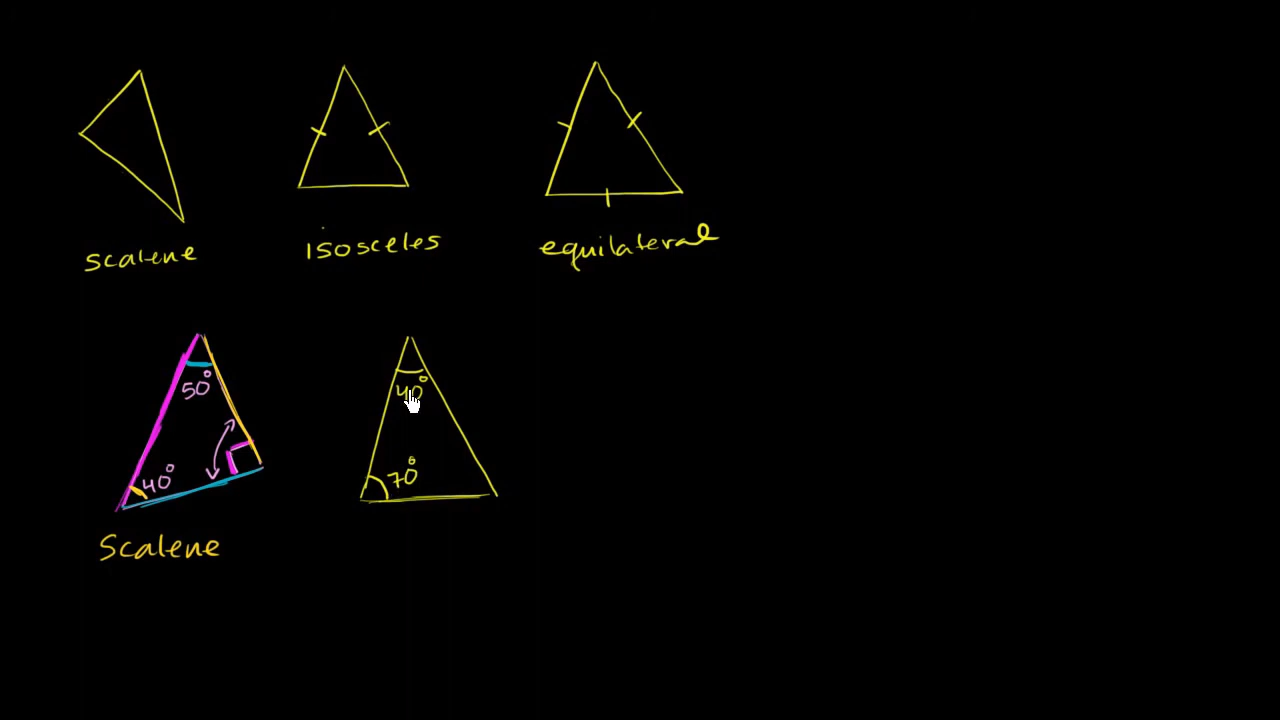 scalene
isosceles
equilateral
50°
40°
40°
70°
Scalene